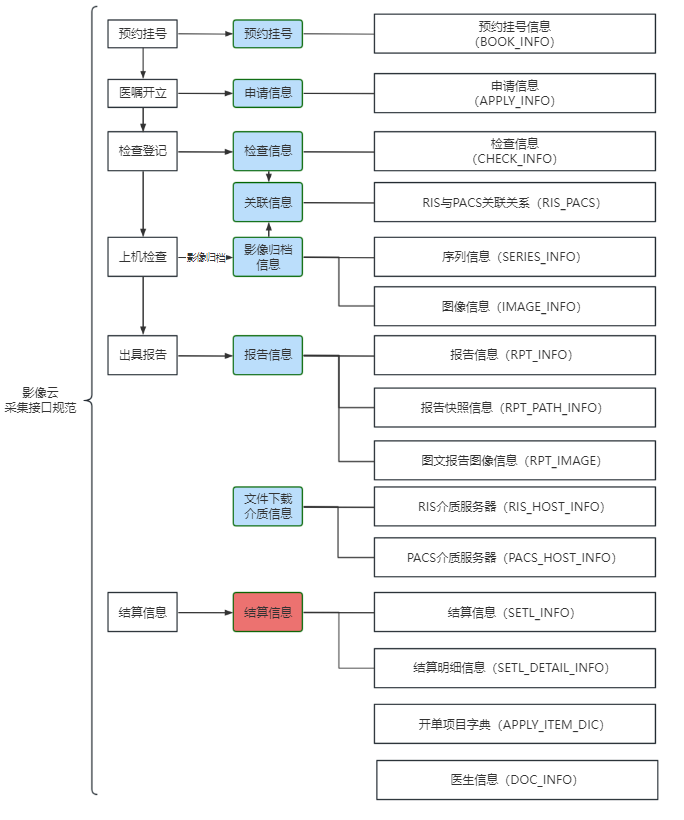 预约挂号
预约挂号
预约挂号信息
（BOOK_INFO）
医嘱开立
申请信息
申请信息
（APPLY_INFO）
检查登记
检查信息
检查信息
（CHECK_INFO）
关联信息
RIS与PACS关联关系（RIS_PACS）
上机检查
影像归档
影像归档
信息
序列信息（SERIES_INFO）
图像信息（IMAGE_INFO）
出具报告
报告信息
报告信息（RPT_INFO）
影像云
采集接口规范
报告快照信息（RPT_PATH_INFO）
图文报告图像信息（RPT_IMAGE）
文件下载
介质信息
RIS介质服务器（RIS_HOST_INFO）
PACS介质服务器（PACS_HOST_INFO）
结算信息
结算信息
结算信息（SETL_INFO）
结算明细信息（SETL_DETAIL_INFO）
开单项目字典（APPLY_ITEM_DIC）
医生信息（DOC_INFO）